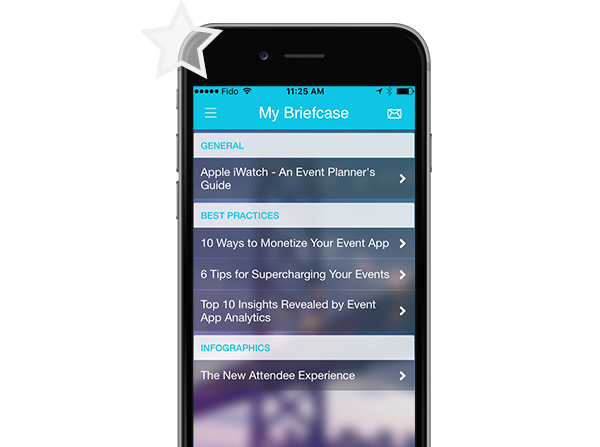 Fido
11:25 AM
My Briefcase
GENERAL
Apple iWatch - An Event Planner's
Guide
BEST PRACTICES
10 Ways to Monetize Your Event App
6 Tips for Supercharging Your Events
Top 10 Insights Revealed by Event
App Analytics
INFOGRAPHICS
The New Attendee Experience